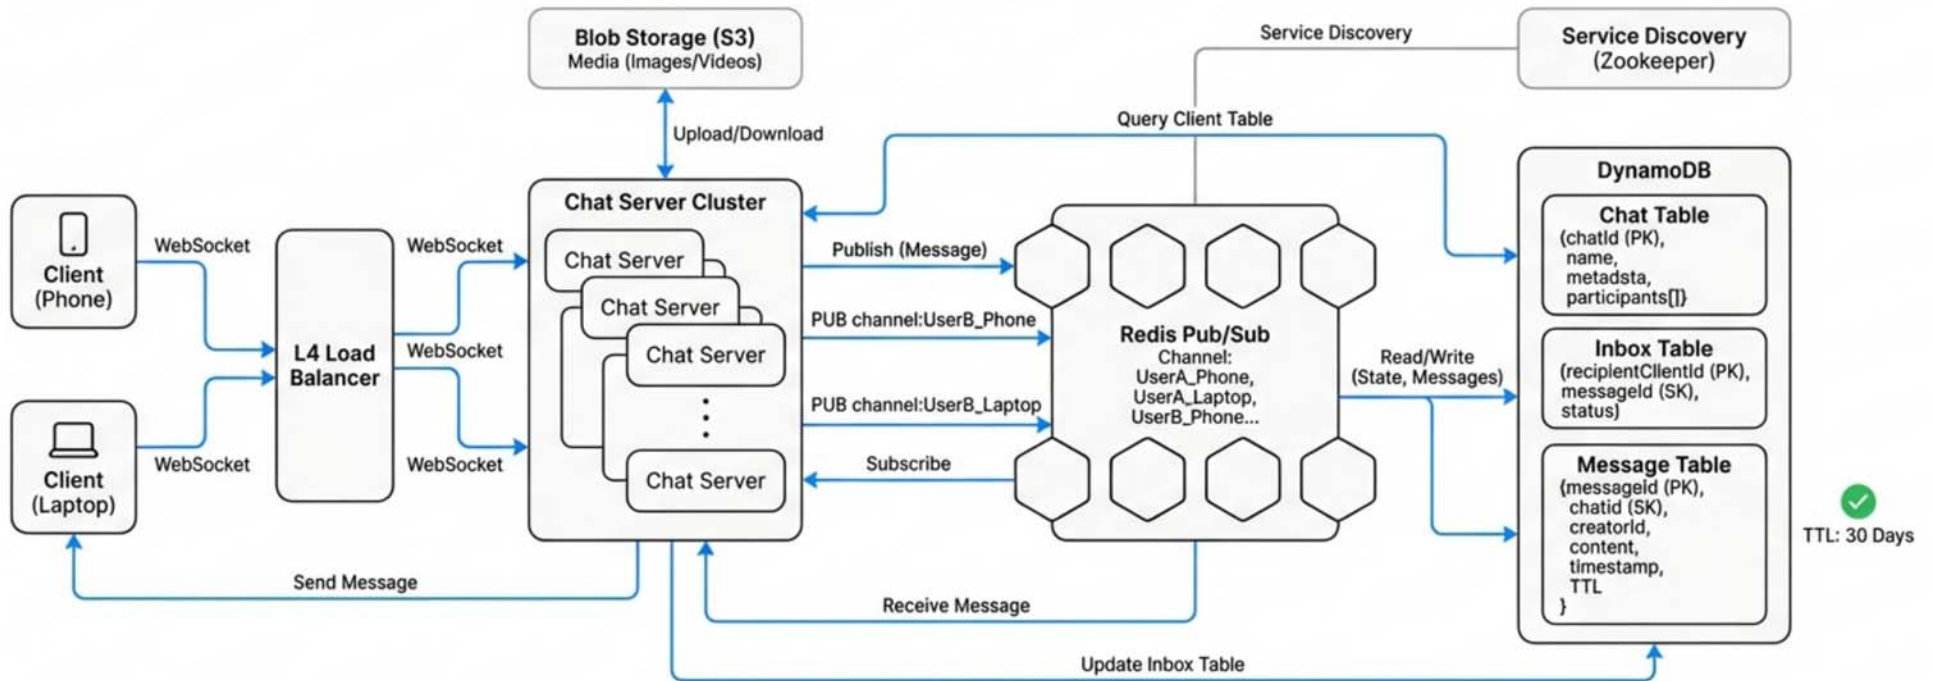 Blob Storage (S3)
Media (Images/Videos)
Service Discovery
Service Discovery
(Zookeeper)
Upload/Download
Query Client Table
Client
(Phone)
WebSocket
WebSocket
L4 Load
Balancer
WebSocket
WebSocket
Client
(Laptop)
WebSocket
Chat Server Cluster
Chat Server
Chat Server
Chat Server
Chat Server
Publish (Message)
PUB channel:UserB_Phone
PUB channel:UserB_Laptop
Subscribe
Redis Pub/Sub
Channel:
UserA_Phone,
UserA_Laptop,
UserB_Phone...
Read/Write
(State, Messages)
DynamoDB
Chat Table
(chatId (PK),
name,
metadsta,
participants[]}
Inbox Table
(recipientClientId (PK),
messageId (SK),
status)
Message Table
{messageId (PK),
chatid (SK),
creatorId,
content,
timestamp,
TTL
}
TTL: 30 Days
Send Message
Receive Message
Update Inbox Table